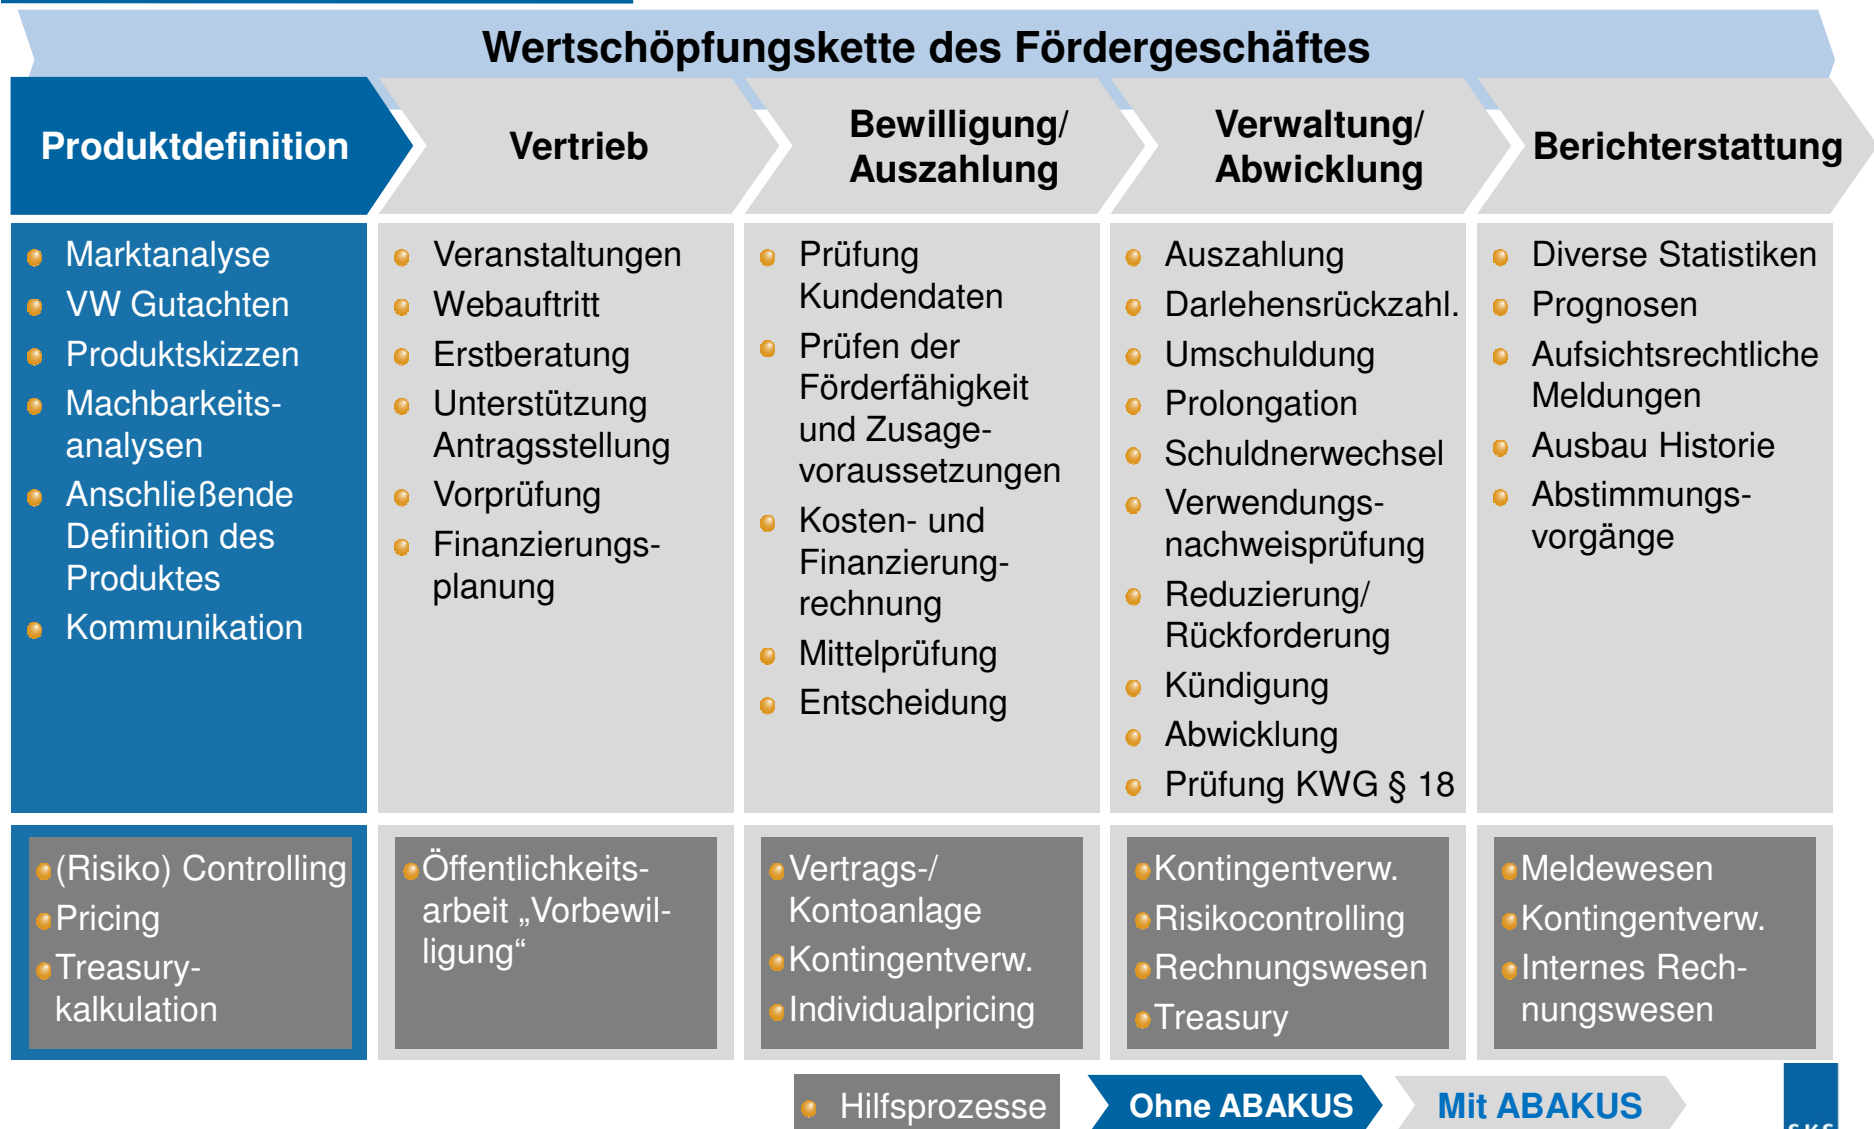 Wertschöpfungskette des Fördergeschäftes
Produktdefinition
Marktanalyse
VW Gutachten
Produktskizzen
Machbarkeits-
analysen
Anschließende
Definition des
Produktes
Kommunikation
(Risiko) Controlling
Pricing
Treasury-
kalkulation
Vertrieb
Veranstaltungen
Webauftritt
Erstberatung
Unterstützung
Antragsstellung
Vorprüfung
Finanzierungs-
planung
Öffentlichkeits-
arbeit „Vorbewil-
ligung“
Bewilligung/
Auszahlung
Prüfung
Kundendaten
Prüfen der
Förderfähigkeit
und Zusage-
voraussetzungen
Kosten- und
Finanzierung-
rechnung
Mittelprüfung
Entscheidung
Vertrags-/
Kontoanlage
Kontingentverw.
Individualpricing
Verwaltung/
Abwicklung
Auszahlung
Darlehensrückzahl.
Umschuldung
Prolongation
Schuldnerwechsel
Verwendungs-
nachweisprüfung
Reduzierung/
Rückforderung
Kündigung
Abwicklung
Prüfung KWG § 18
Kontingentverw.
Risikocontrolling
Rechnungswesen
Treasury
Berichterstattung
Diverse Statistiken
Prognosen
Aufsichtsrechtliche
Meldungen
Ausbau Historie
Abstimmungs-
vorgänge
Meldewesen
Kontingentverw.
Internes Rech-
nungswesen
Hilfsprozesse
Ohne ABAKUS
Mit ABAKUS
SKS